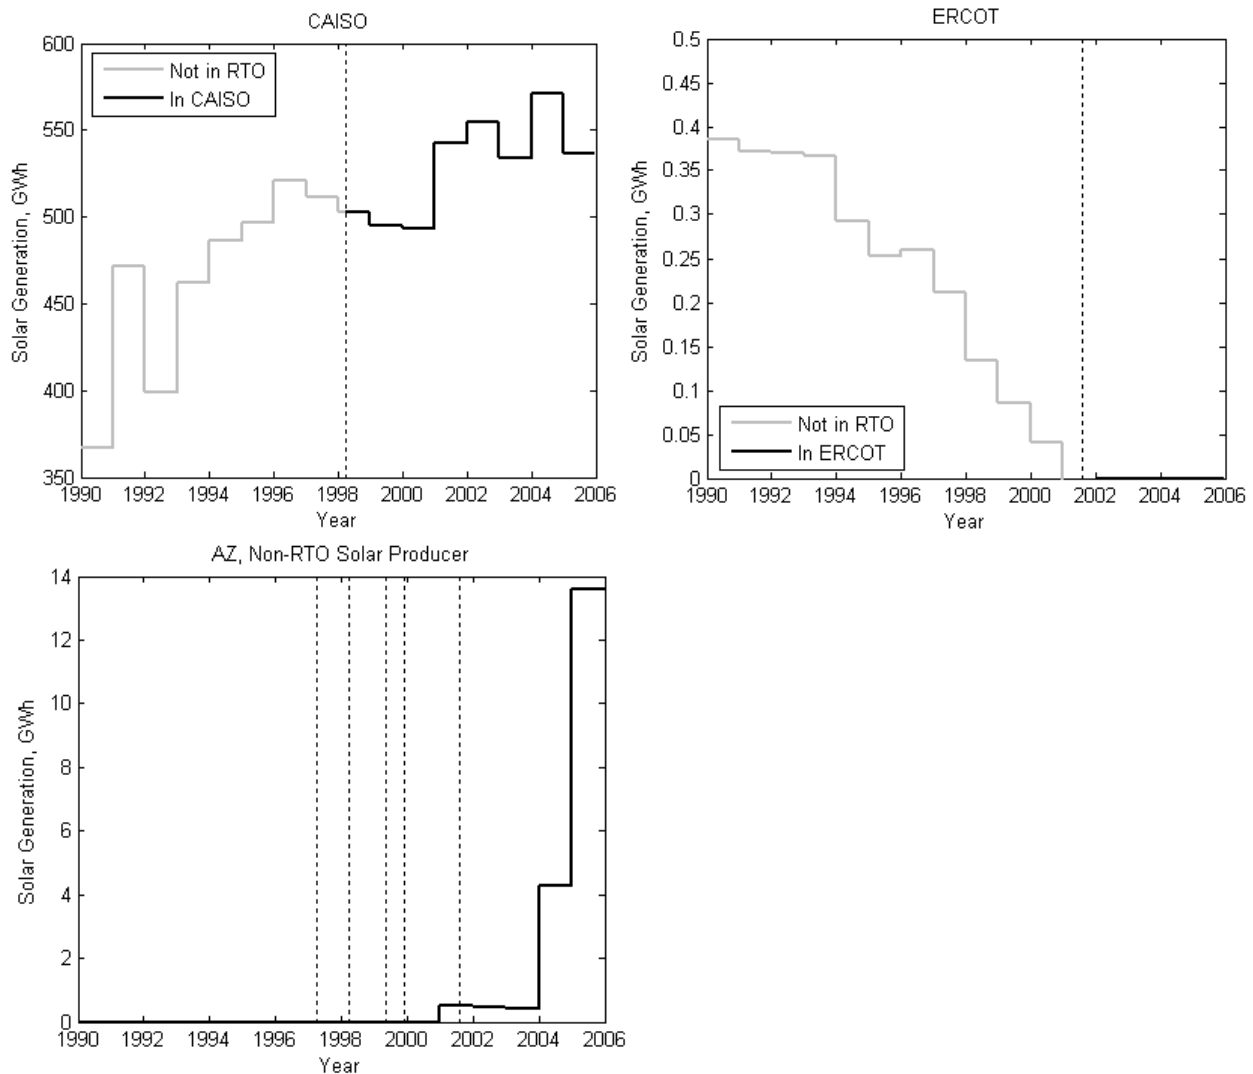 CAISO
600
550
500
450
400
350
Solar Generation, GWh
Not in RTO
In CAISO
1990 1992 1994 1996 1998 2000 2002 2004 2006
Year
ERCOT
0.5
0.45
0.4
0.35
0.3
0.25
0.2
0.15
0.1
0.05
0
Solar Generation, GWh
Not in RTO
In ERCOT
1990 1992 1994 1996 1998 2000 2002 2004 2006
Year
AZ, Non-RTO Solar Producer
14
12
10
8
6
4
2
0
Solar Generation, GWh
1990 1992 1994 1996 1998 2000 2002 2004 2006
Year